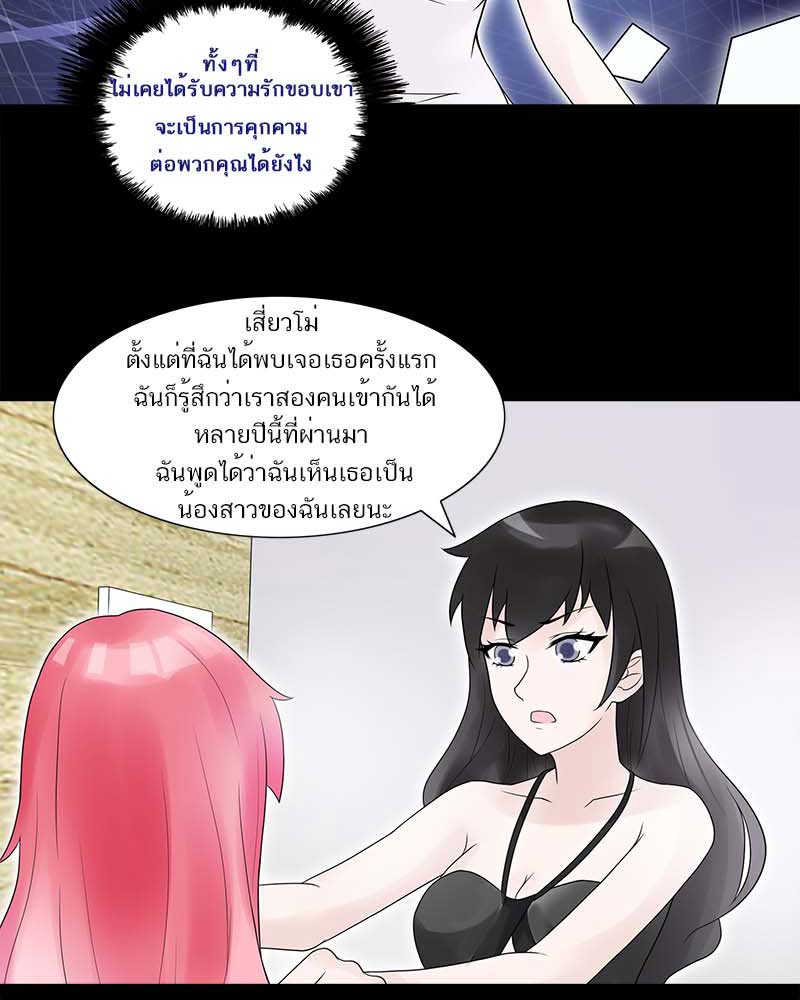 ทั้งๆที่
ไม่เคยได้รับความรักขอบเขา
จะเป็นการคุกคาม
ต่อพวกคุณได้ยังไง
เสี่ยวโม่
ตั้งแต่ที่ฉันได้พบเจอเธอครั้งแรก
ฉันก็รู้สึกว่าเราสองคนเข้ากันได้
หลายปีนี้ที่ผ่านมา
ฉันพูดได้ว่าฉันเห็นเธอเป็น
น้องสาวของฉันเลยนะ